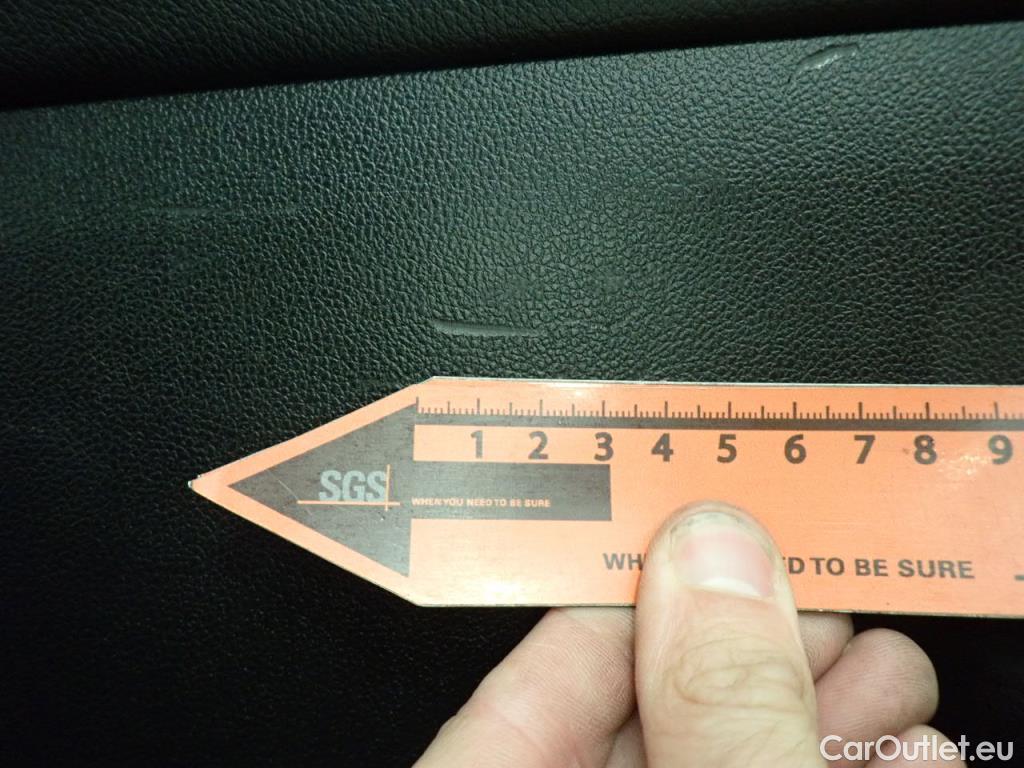 1 2 3 4 5 6 7 8 9
SGS
WHEN YOU NEED TO BE SURE
WH D TO BE SURE
CarOutlet.eu